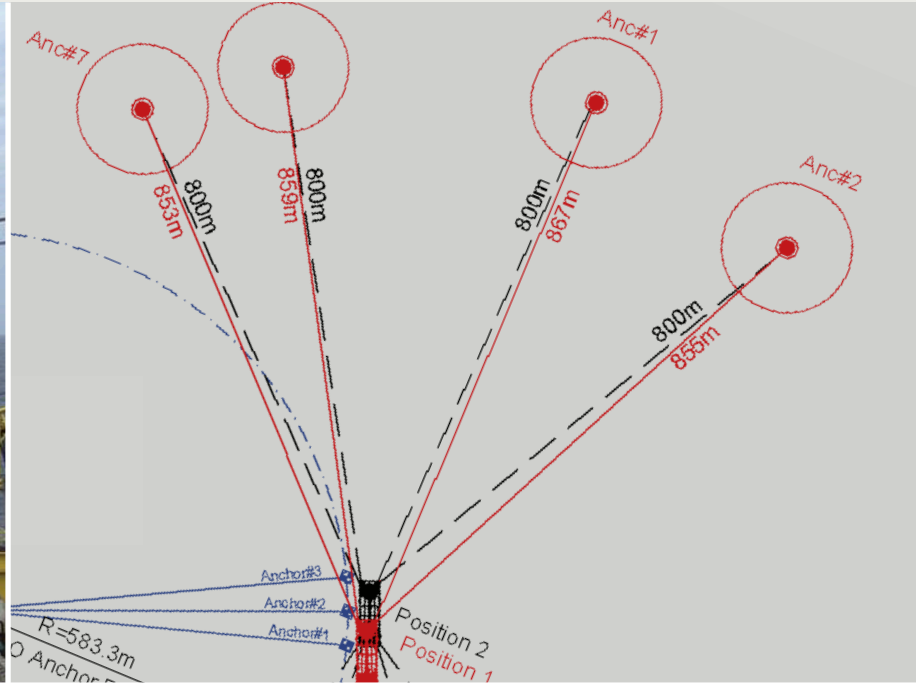 Anc#7
Anc#1
Anc#2
853m
800m
859m
800m
800m
867m
800m
855m
Anchor#3
Anchor#2
Anchor#1
R=583.3m
O Anchor
Position 2
Position 1